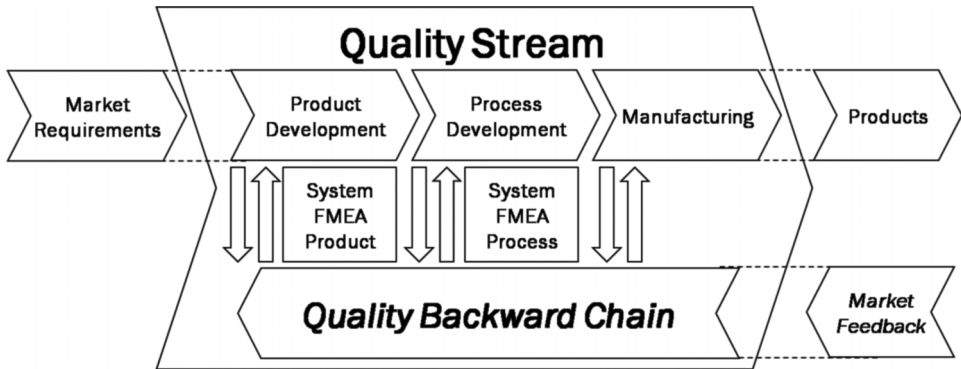 Quality Stream
Market
Requirements
Product
Development
Process
Development
Manufacturing
Products
System
FMEA
Product
System
FMEA
Process
Quality Backward Chain
Market
Feedback